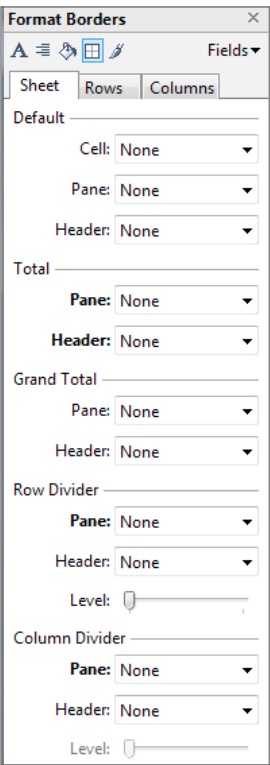 Format Borders
A Fields
Sheet Rows Columns
Default
Cell: None
Pane: None
Header: None
Total
Pane: None
Header: None
Grand Total
Pane: None
Header: None
Row Divider
Pane: None
Header: None
Level:
Column Divider
Pane: None
Header: None
Level: